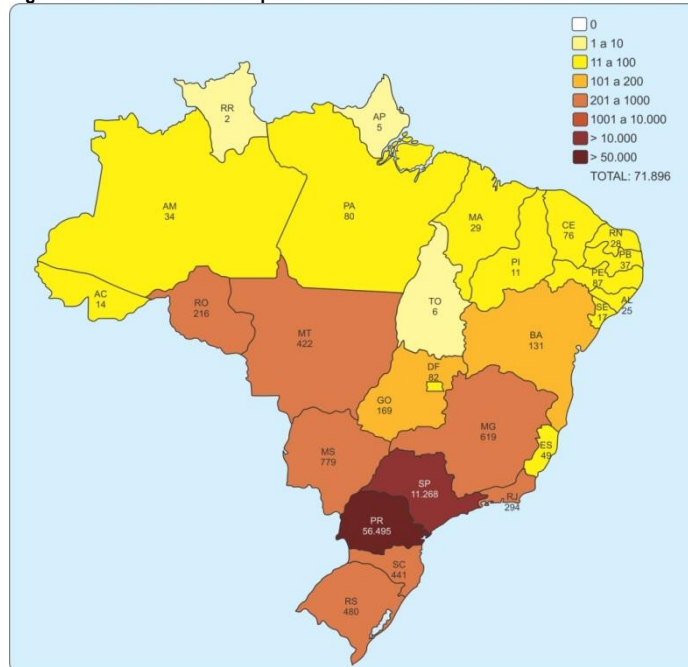 0
1 a 10
11 a 100
101 a 200
201 a 1000
1001 a 10.000
> 10.000
> 50.000
TOTAL: 71.896
RR
2
AP
5
AM
34
PA
80
MA
29
CE
76
RN
28
PB
37
PI
11
PE
87
AC
14
TO
6
SE
17
AL
25
RO
216
MT
422
BA
131
DF
82
GO
169
MG
619
ES
49
MS
779
SP
11.268
RJ
294
PR
56.495
SC
441
RS
480